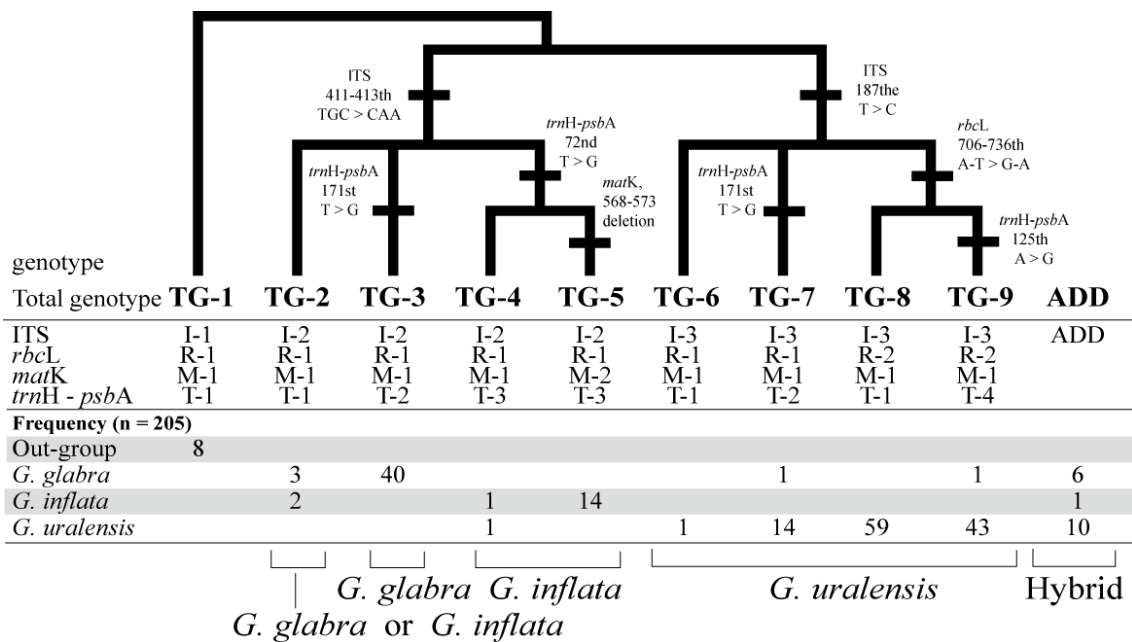 ITS
411-413th
TGC > CAA
ITS
187the
T > C
trnH-psbA
72nd
T > G
rbcL
706-736th
A-T > G-A
trnH-psbA
171st
T > G
matK,
568-573
deletion
trnH-psbA
171st
T > G
trnH-psbA
125th
A > G
genotype
Total genotype TG-1 TG-2 TG-3 TG-4 TG-5 TG-6 TG-7 TG-8 TG-9 ADD
ITS I-1 I-2 I-2 I-2 I-2 I-3 I-3 I-3 I-3 ADD
rbcL R-1 R-1 R-1 R-1 R-1 R-1 R-1 R-2 R-2
matK M-1 M-1 M-1 M-1 M-2 M-1 M-1 M-1 M-1
trnH - psbA T-1 T-1 T-2 T-3 T-3 T-1 T-2 T-1 T-4
Frequency (n = 205)
Out-group 8
G. glabra 3 40 1 1 6
G. inflata 2 1 14 1
G. uralensis 1 1 14 59 43 10
G. glabra G. inflata G. uralensis Hybrid
G. glabra or G. inflata